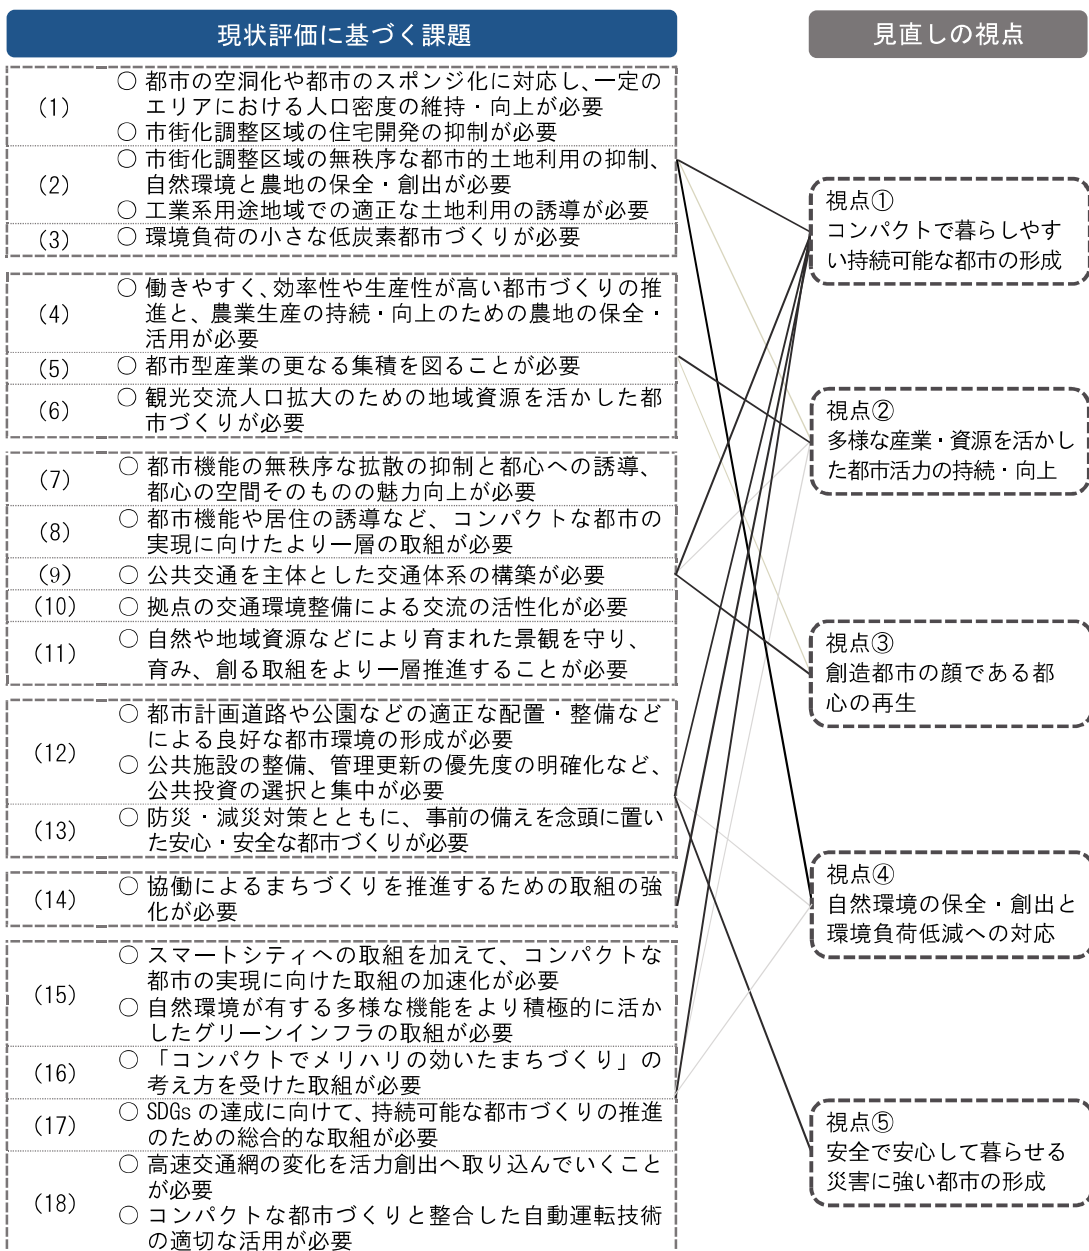 現状評価に基づく課題
見直しの視点
(1)
○ 都市の空洞化や都市のスポンジ化に対応し、一定の
エリアにおける人口密度の維持・向上が必要
○ 市街化調整区域の住宅開発の抑制が必要
(2)
○ 市街化調整区域の無秩序な都市的土地利用の抑制、
自然環境と農地の保全・創出が必要
○ 工業系用途地域での適正な土地利用の誘導が必要
(3)
○ 環境負荷の小さな低炭素都市づくりが必要
(4)
○ 働きやすく、効率性や生産性が高い都市づくりの推
進と、農業生産の持続・向上のための農地の保全・
活用が必要
(5)
○ 都市型産業の更なる集積を図ることが必要
(6)
○ 観光交流人口拡大のための地域資源を活かした都
市づくりが必要
(7)
○ 都市機能の無秩序な拡散の抑制と都心への誘導、
都心の空間そのものの魅力向上が必要
(8)
○ 都市機能や居住の誘導など、コンパクトな都市の
実現に向けたより一層の取組が必要
(9)
○ 公共交通を主体とした交通体系の構築が必要
(10)
○ 拠点の交通環境整備による交流の活性化が必要
(11)
○ 自然や地域資源などにより育まれた景観を守り、
育み、創る取組をより一層推進することが必要
(12)
○ 都市計画道路や公園などの適正な配置・整備など
による良好な都市環境の形成が必要
○ 公共施設の整備、管理更新の優先度の明確化など、
公共投資の選択と集中が必要
(13)
○ 防災・減災対策とともに、事前の備えを念頭に置い
た安心・安全な都市づくりが必要
(14)
○ 協働によるまちづくりを推進するための取組の強
化が必要
(15)
○ スマートシティへの取組を加えて、コンパクトな
都市の実現に向けた取組の加速化が必要
○ 自然環境が有する多様な機能をより積極的に活か
したグリーンインフラの取組が必要
(16)
○ 「コンパクトでメリハリの効いたまちづくり」の
考え方を受けた取組が必要
(17)
○ SDGs の達成に向けて、持続可能な都市づくりの推進
のための総合的な取組が必要
(18)
○ 高速交通網の変化を活力創出へ取り込んでいくこと
が必要
○ コンパクトな都市づくりと整合した自動運転技術
の適切な活用が必要
視点①
コンパクトで暮らしやす
い持続可能な都市の形成
視点②
多様な産業・資源を活かし
た都市活力の持続・向上
視点③
創造都市の顔である都
心の再生
視点④
自然環境の保全・創出と
環境負荷低減への対応
視点⑤
安全で安心して暮らせる
災害に強い都市の形成